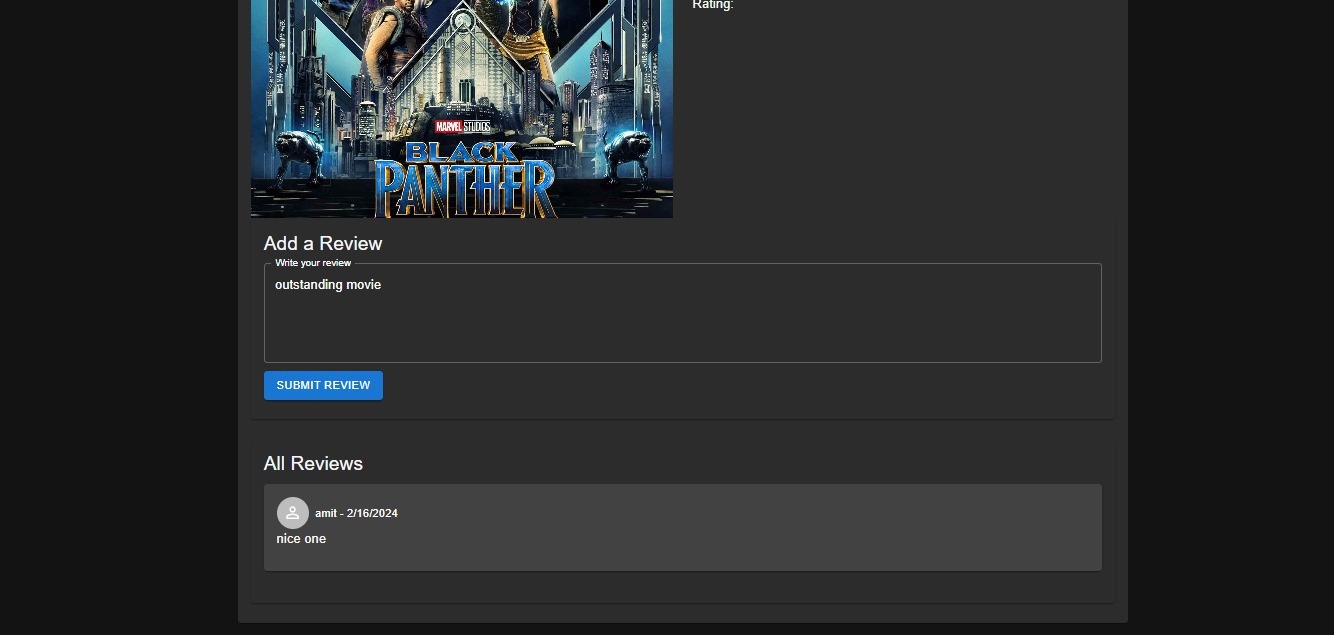 Rating:
MARVEL STUDIOS
BLACK
PANTHER
Add a Review
Write your review
outstanding movie
SUBMIT REVIEW
All Reviews
amit - 2/16/2024
nice one